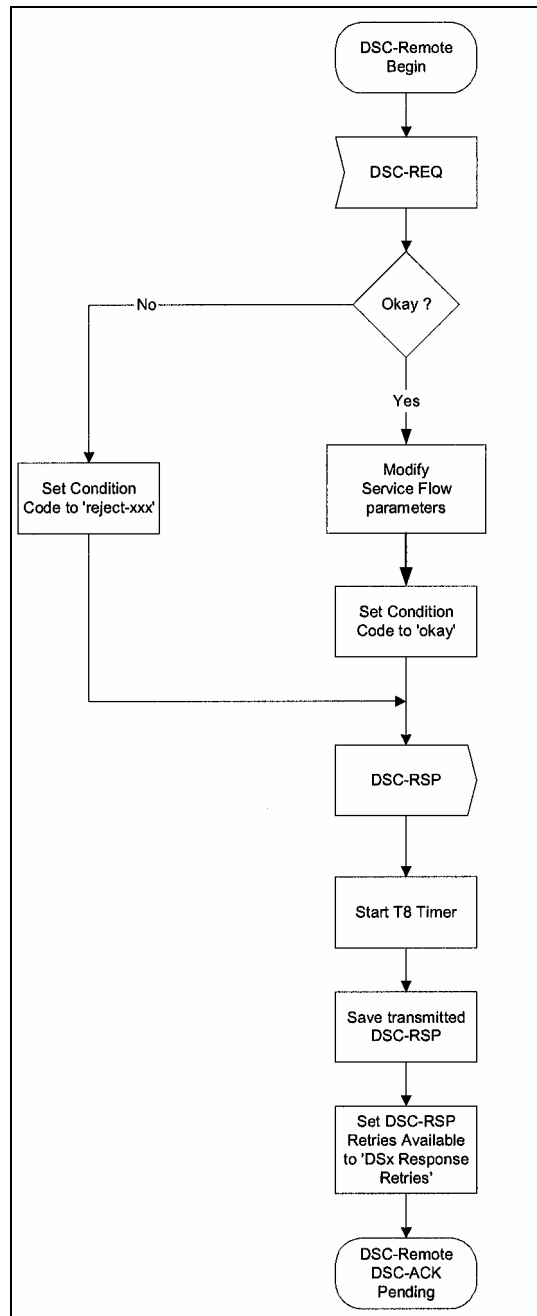 DSC-Remote
Begin
DSC-REQ
Okay ?
No
Yes
Set Condition
Code to 'reject-xxx'
Modify
Service Flow
parameters
Set Condition
Code to 'okay'
DSC-RSP
Start T8 Timer
Save transmitted
DSC-RSP
Set DSC-RSP
Retries Available
to 'DSx Response
Retries'
DSC-Remote
DSC-ACK
Pending